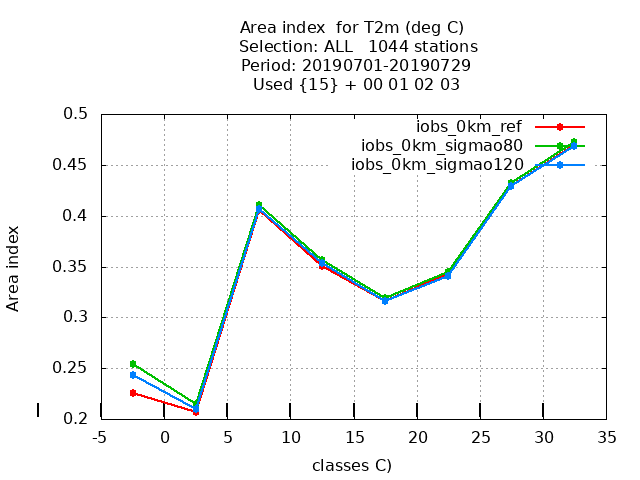 Area index for T2m (deg C)
Selection: ALL 1044 stations
Period: 20190701-20190729
Used {15} + 00 01 02 03
iobs_0km_ref
iobs_0km_sigmao80
iobs_0km_sigmao120
0.5
0.45
0.4
0.35
0.3
0.25
0.2
Area index
-5 0 5 10 15 20 25 30 35
classes C)